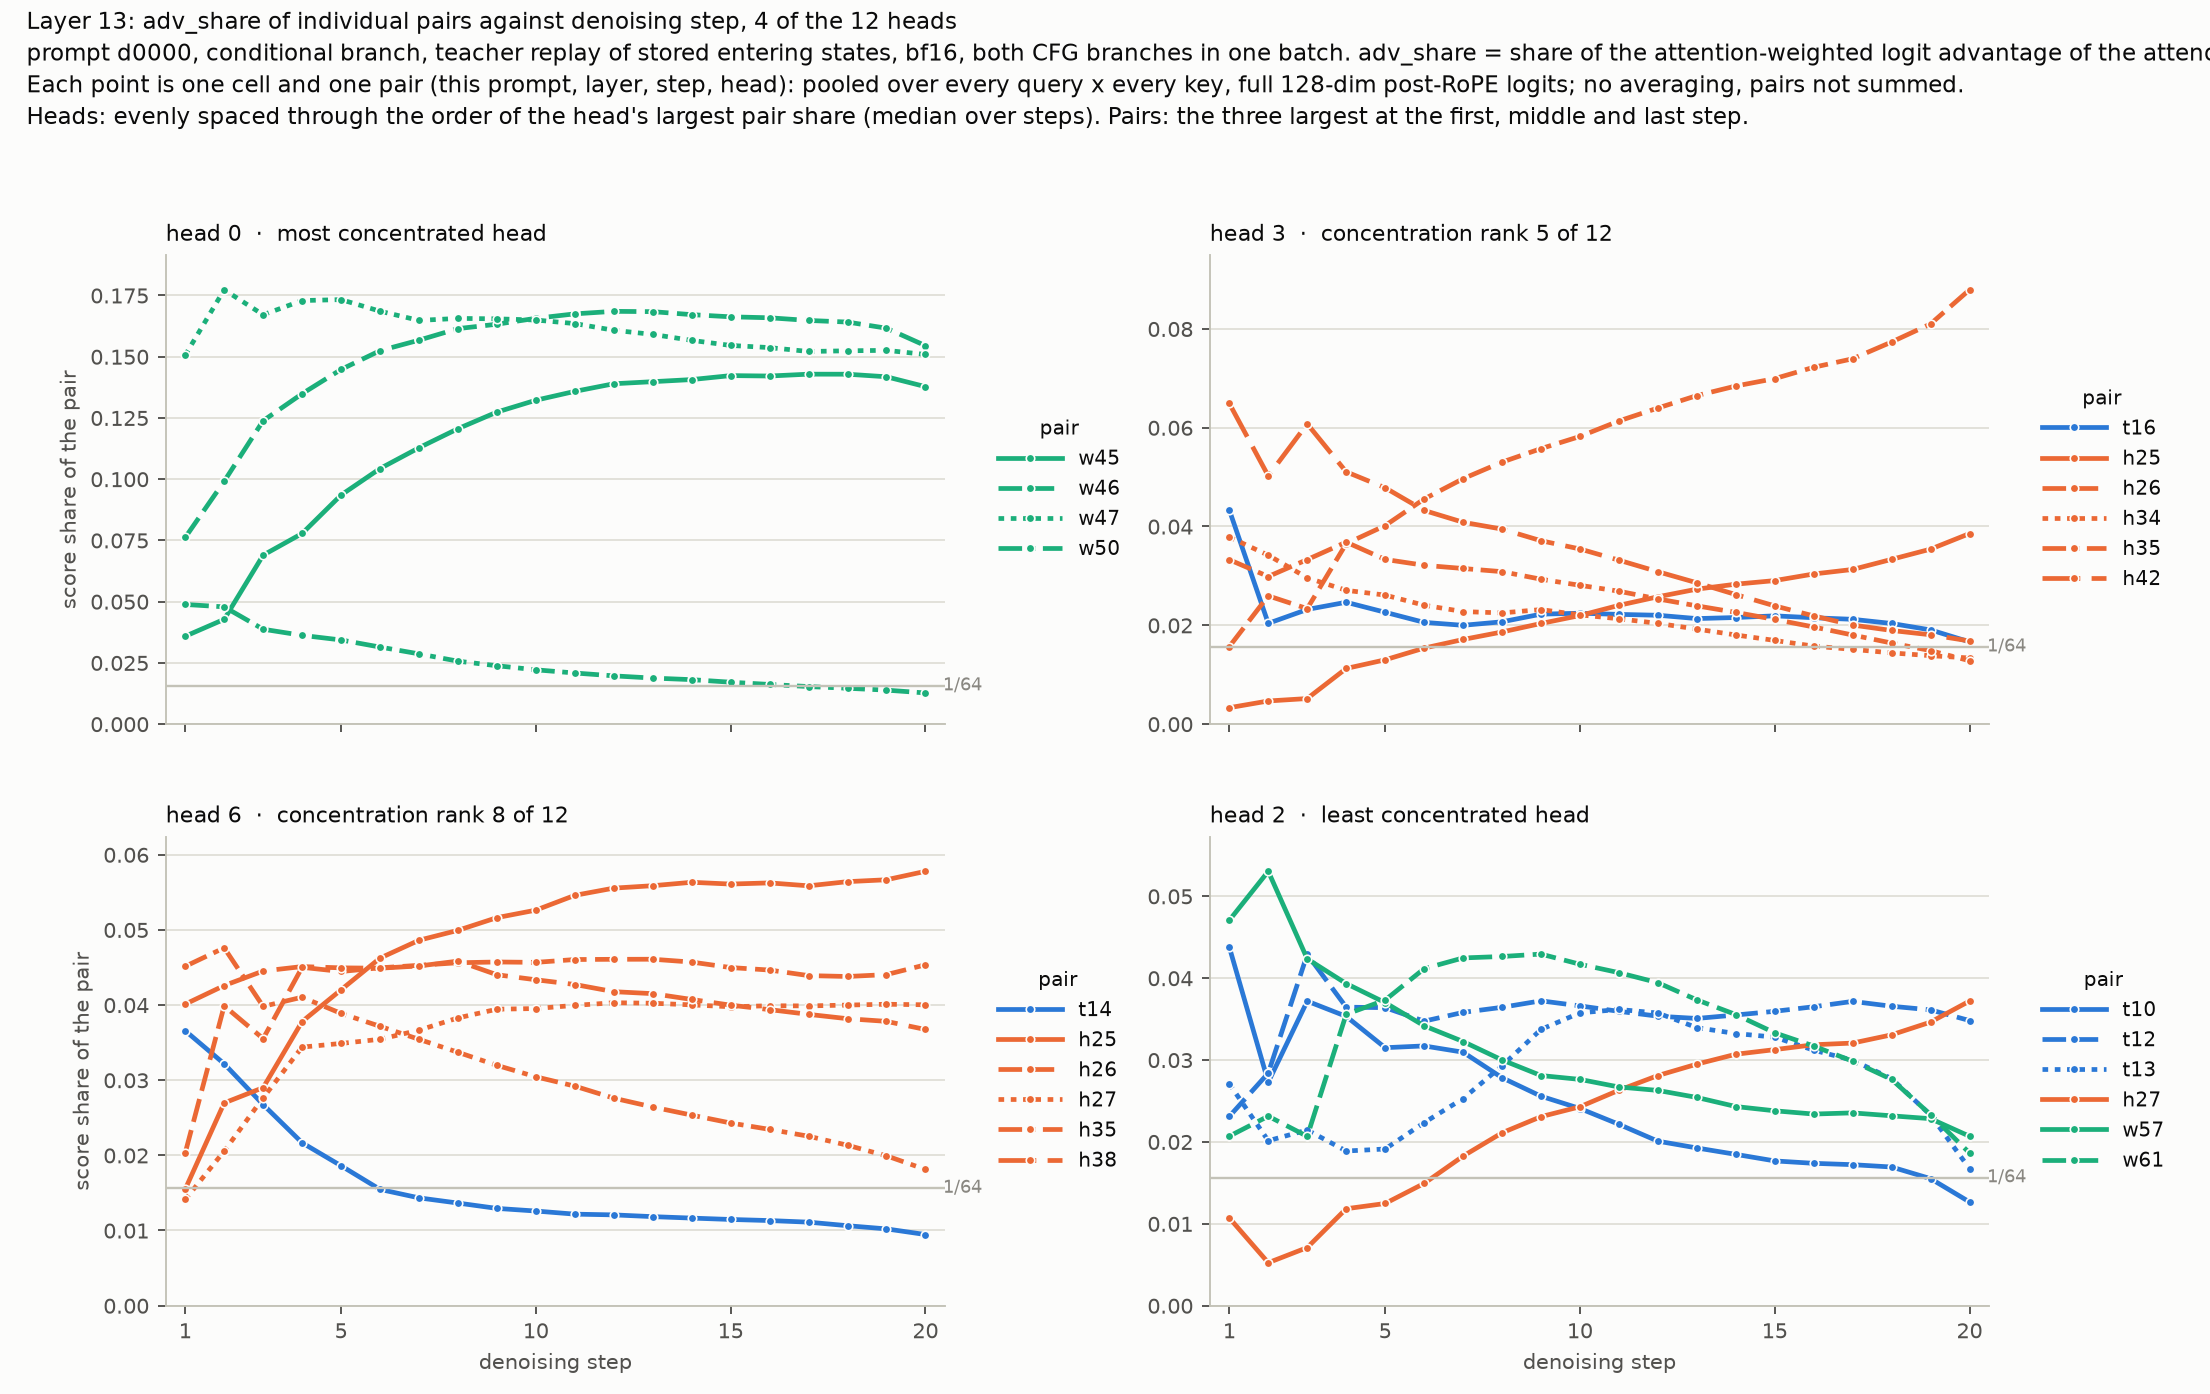 Layer 13: adv_share of individual pairs against denoising step, 4 of the 12 heads
prompt d0000, conditional branch, teacher replay of stored entering states, bf16, both CFG branches in one batch. adv_share = share of the attention-weighted logit advantage of the
Each point is one cell and one pair (this prompt, layer, step, head): pooled over every query x every key, full 128-dim post-RoPE logits; no averaging, pairs not summed.
Heads: evenly spaced through the order of the head's largest pair share (median over steps). Pairs: the three largest at the first, middle and last step.
head 0 · most concentrated head
score share of the pair
0.175
0.150
0.125
0.100
0.075
0.050
0.025
0.000
1/64
pair
w45
w46
w47
w50
head 3 · concentration rank 5 of 12
0.08
0.06
0.04
0.02
0.00
1/64
pair
t16
h25
h26
h34
h35
h42
head 6 · concentration rank 8 of 12
score share of the pair
0.06
0.05
0.04
0.03
0.02
0.01
0.00
1/64
1
5
10
15
20
denoising step
pair
t14
h25
h26
h27
h35
h38
head 2 · least concentrated head
0.05
0.04
0.03
0.02
0.01
0.00
1/64
1
5
10
15
20
denoising step
pair
t10
t12
t13
h27
w57
w61